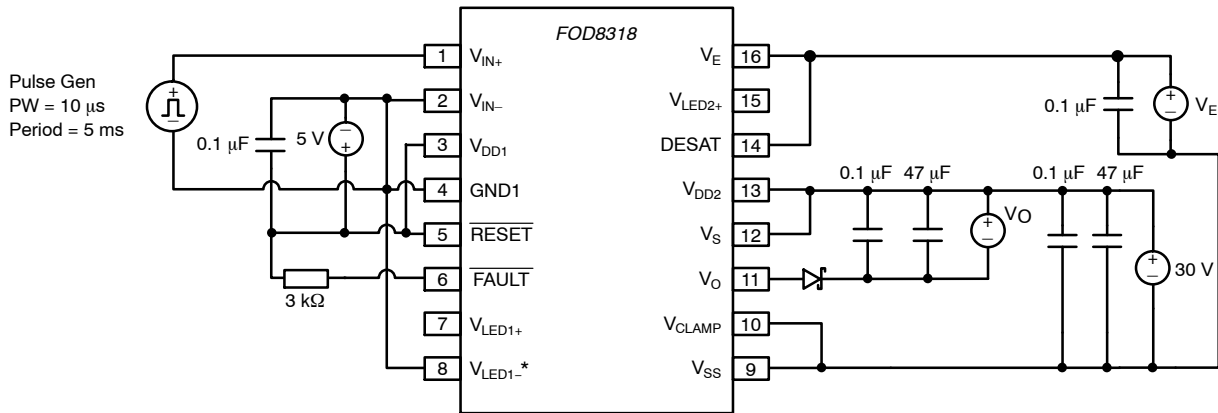 FOD8318
Pulse Gen
PW = 10 μs
Period = 5 ms
+
−
0.1 μF
5 V
−
+
3 kΩ
1 VIN+
2 VIN−
3 VDD1
4 GND1
5 RESET
6 FAULT
7 VLED1+
8 VLED1−*
VE 16
VLED2+ 15
DESAT 14
VDD2 13
VS 12
VO 11
VCLAMP 10
VSS 9
0.1 μF
+
−
VE
0.1 μF
47 μF
+
−
VO
0.1 μF
47 μF
+
−
30 V